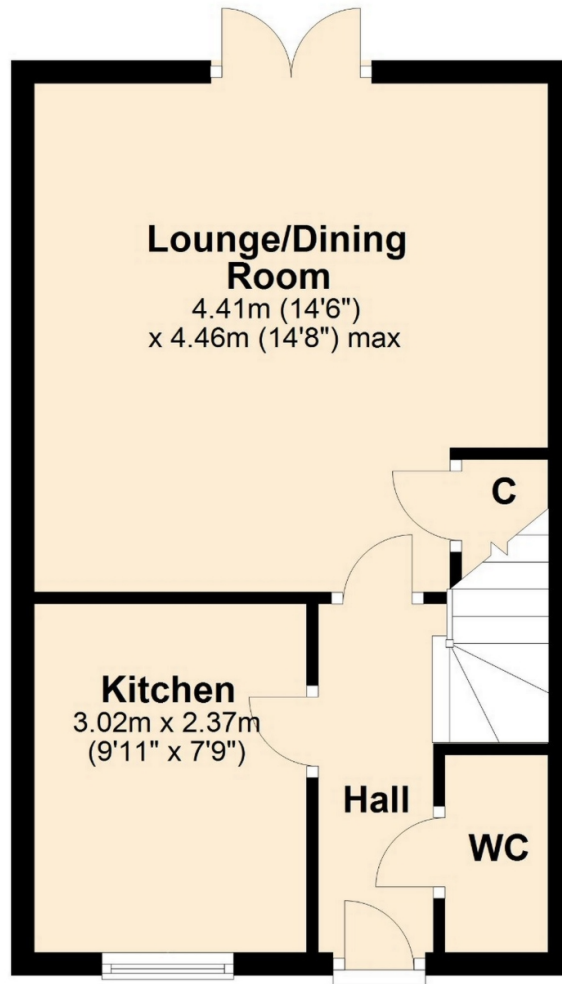 Lounge/Dining
Room
4.41m (14'6")
x 4.46m (14'8") max
C
Kitchen
3.02m x 2.37m
(9'11" x 7'9")
Hall
WC